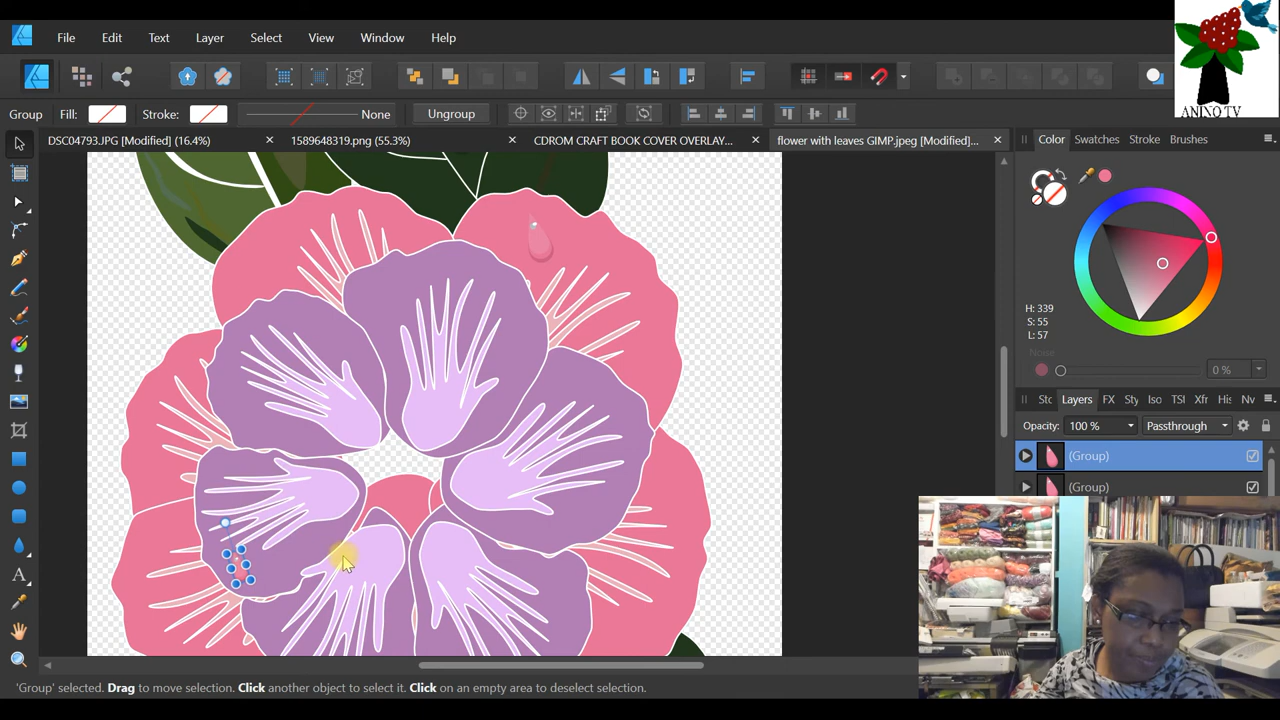 File Edit Text Layer Select View Window Help
ANINO TV
Group Fill: Stroke: None Ungroup
DSC04793.JPG [Modified] (16.4%) 1589648319.png (55.3%) CDROM CRAFT BOOK COVER OVERLAY... flower with leaves GIMP.jpeg [Modified]...
Color Swatches Stroke Brushes
H: 339
S: 55
L: 57
Noise
0 %
Stc Layers FX Sty Iso TSI Xfr His Nv
Opacity: 100 % Passthrough
(Group)
(Group)
A
'Group' selected. Drag to move selection. Click another object to select it. Click on an empty area to deselect selection.